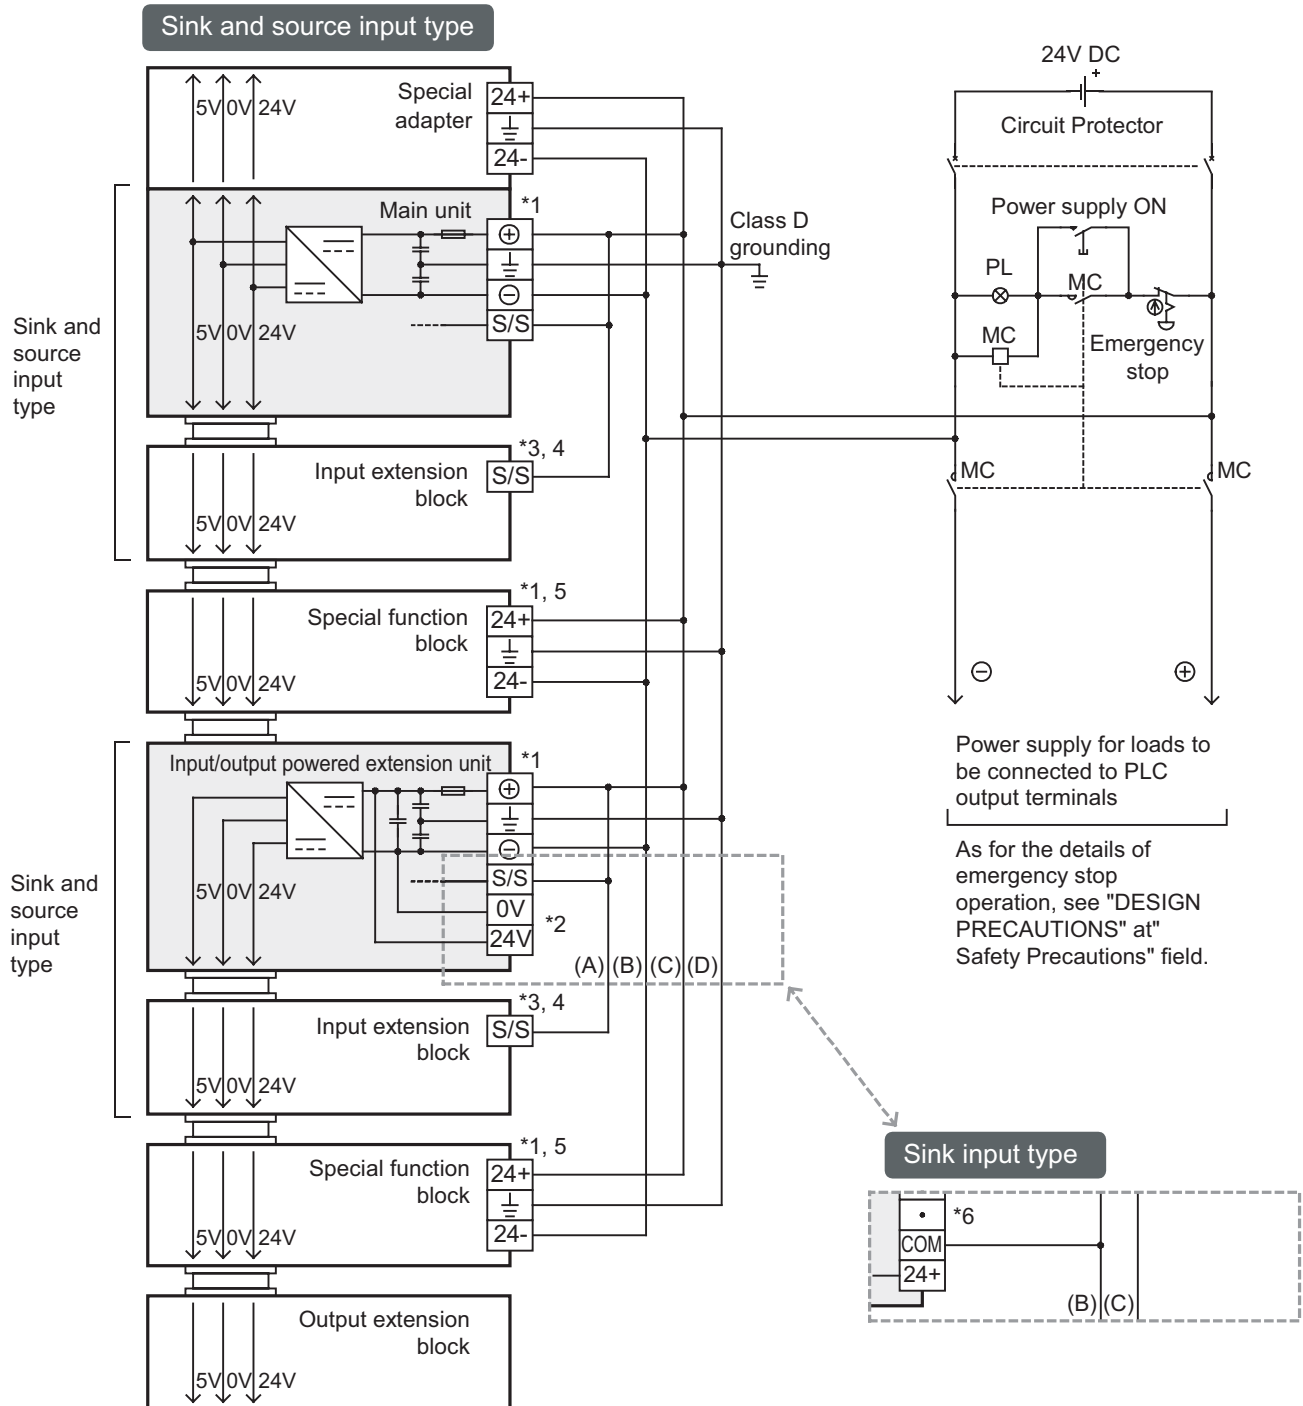 Sink and source input type
5V 0V 24V
Special
adapter
24+
24-
Main unit
*1
Class D
grounding
S/S
5V 0V 24V
Sink and
source
input
type
Input extension
block
*3, 4
S/S
5V 0V 24V
Special function
block
*1, 5
24+
24-
5V 0V 24V
Input/output powered extension unit
*1
S/S
0V
24V
*2
5V 0V 24V
(A) (B) (C) (D)
Sink and
source
input
type
Input extension
block
*3, 4
S/S
5V 0V 24V
Special function
block
*1, 5
24+
24-
5V 0V 24V
Output extension
block
5V 0V 24V
24V DC
+
Circuit Protector
Power supply ON
PL
MC
MC
Emergency
stop
MC
MC
Power supply for loads to
be connected to PLC
output terminals
As for the details of
emergency stop
operation, see "DESIGN
PRECAUTIONS" at"
Safety Precautions" field.
Sink input type
*6
COM
24+
(B) (C)